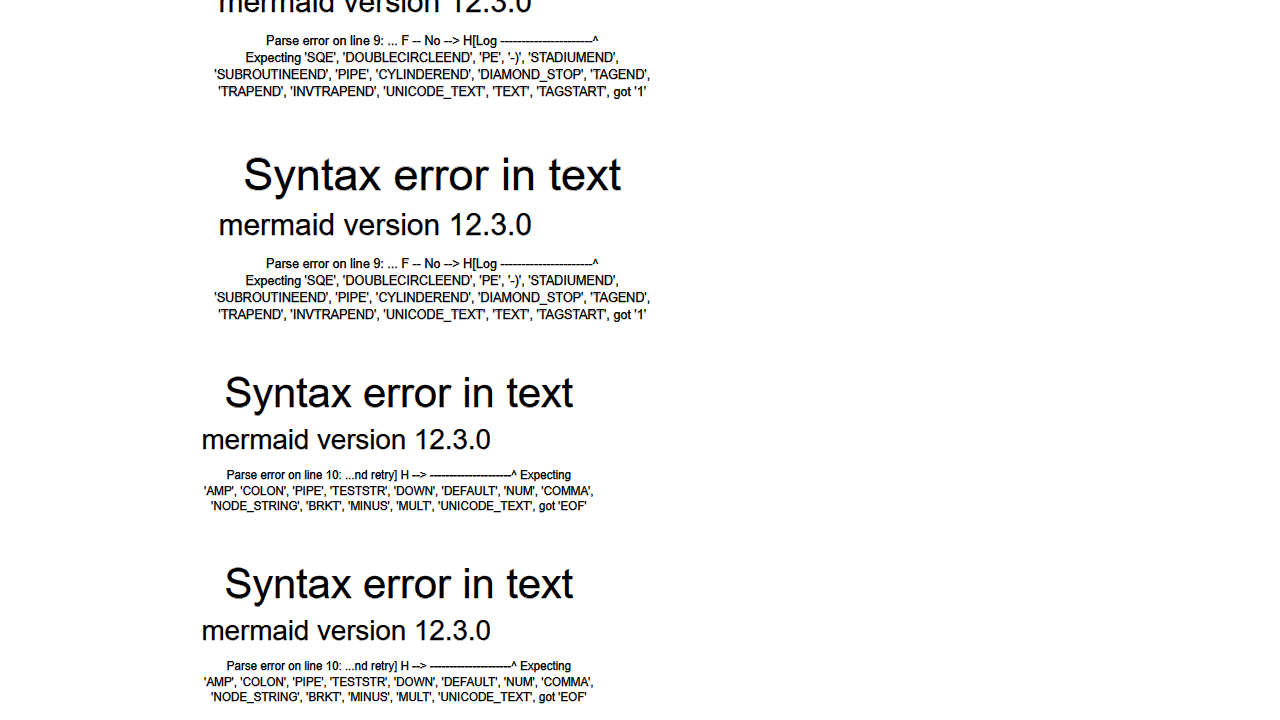 mermaid version 12.3.0
Parse error on line 9: ... F -- No --> H[Log ----------------------^
Expecting 'SQE', 'DOUBLECIRCLEEND', 'PE', '-)', 'STADIUMEND',
'SUBROUTINEEND', 'PIPE', 'CYLINDEREND', 'DIAMOND_STOP', 'TAGEND',
'TRAPEND', 'INVTRAPEND', 'UNICODE_TEXT', 'TEXT', 'TAGSTART', got '1'
Syntax error in text
mermaid version 12.3.0
Parse error on line 9: ... F -- No --> H[Log ----------------------^
Expecting 'SQE', 'DOUBLECIRCLEEND', 'PE', '-)', 'STADIUMEND',
'SUBROUTINEEND', 'PIPE', 'CYLINDEREND', 'DIAMOND_STOP', 'TAGEND',
'TRAPEND', 'INVTRAPEND', 'UNICODE_TEXT', 'TEXT', 'TAGSTART', got '1'
Syntax error in text
mermaid version 12.3.0
Parse error on line 10: ...nd retry] H --> ---------------------^ Expecting
'AMP', 'COLON', 'PIPE', 'TESTSTR', 'DOWN', 'DEFAULT', 'NUM', 'COMMA',
'NODE_STRING', 'BRKT', 'MINUS', 'MULT', 'UNICODE_TEXT', got 'EOF'
Syntax error in text
mermaid version 12.3.0
Parse error on line 10: ...nd retry] H --> ---------------------^ Expecting
'AMP', 'COLON', 'PIPE', 'TESTSTR', 'DOWN', 'DEFAULT', 'NUM', 'COMMA',
'NODE_STRING', 'BRKT', 'MINUS', 'MULT', 'UNICODE_TEXT', got 'EOF'